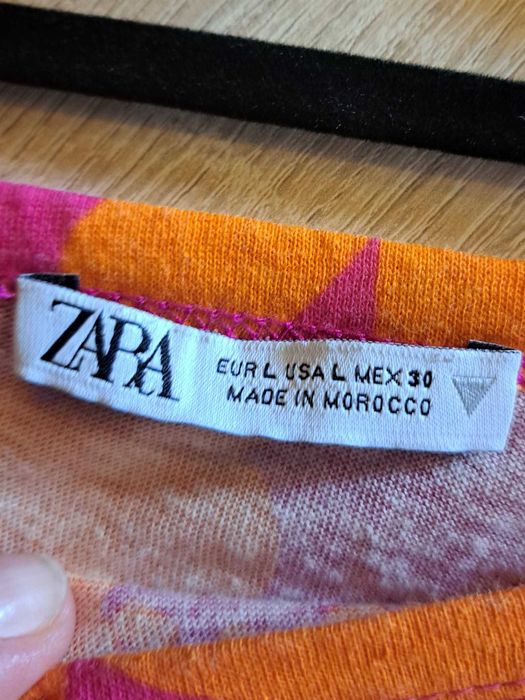 ZARA
EUR L USA L MEX 30
MADE IN MOROCCO